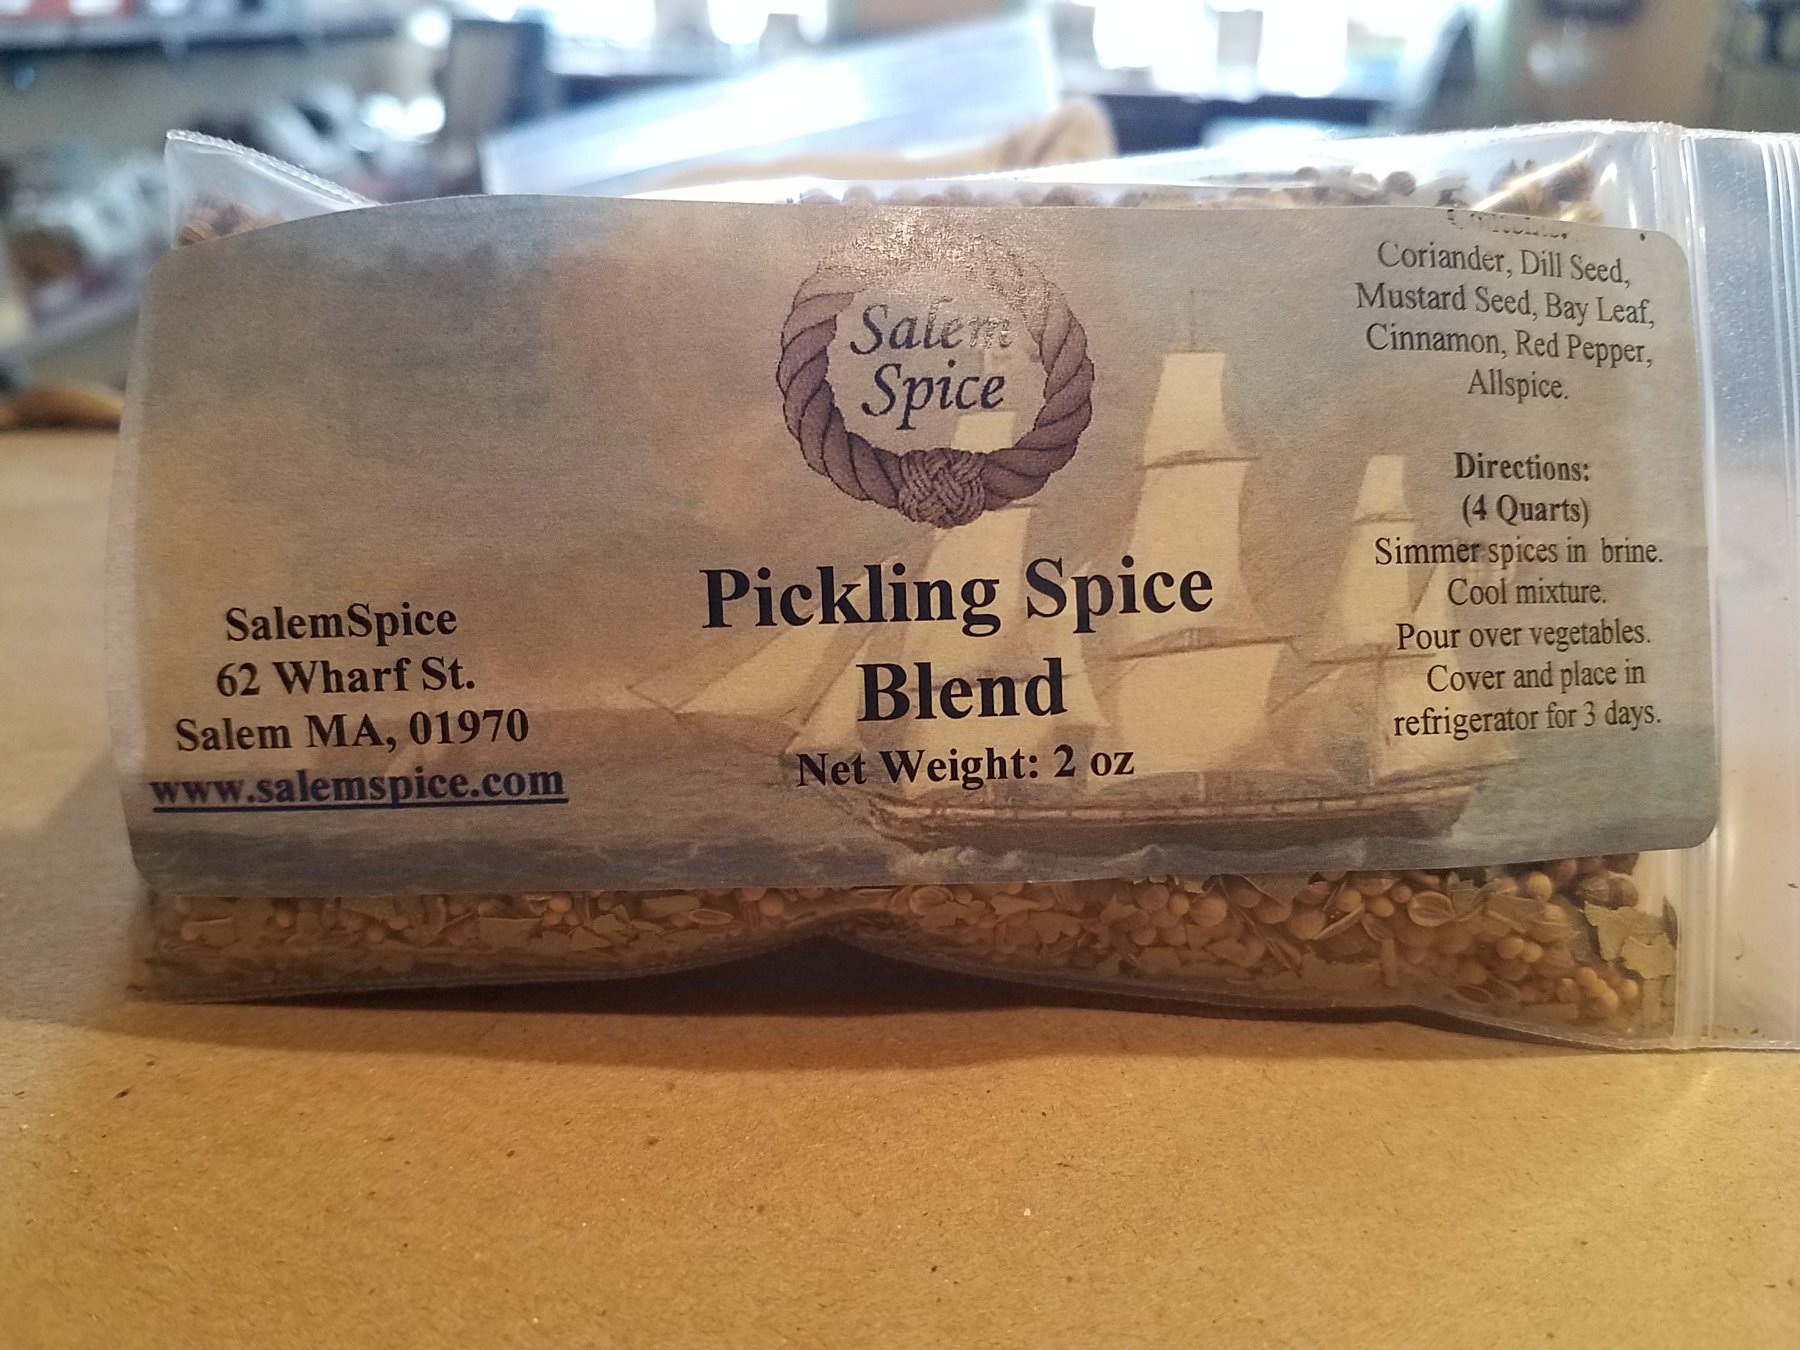 Salem
Spice
Pickling Spice
Blend
Net Weight: 2 oz
SalemSpice
62 Wharf St.
Salem MA, 01970
www.salemspice.com
Coriander, Dill Seed,
Mustard Seed, Bay Leaf,
Cinnamon, Red Pepper,
Allspice.
Directions:
(4 Quarts)
Simmer spices in brine.
Cool mixture.
Pour over vegetables.
Cover and place in
refrigerator for 3 days.